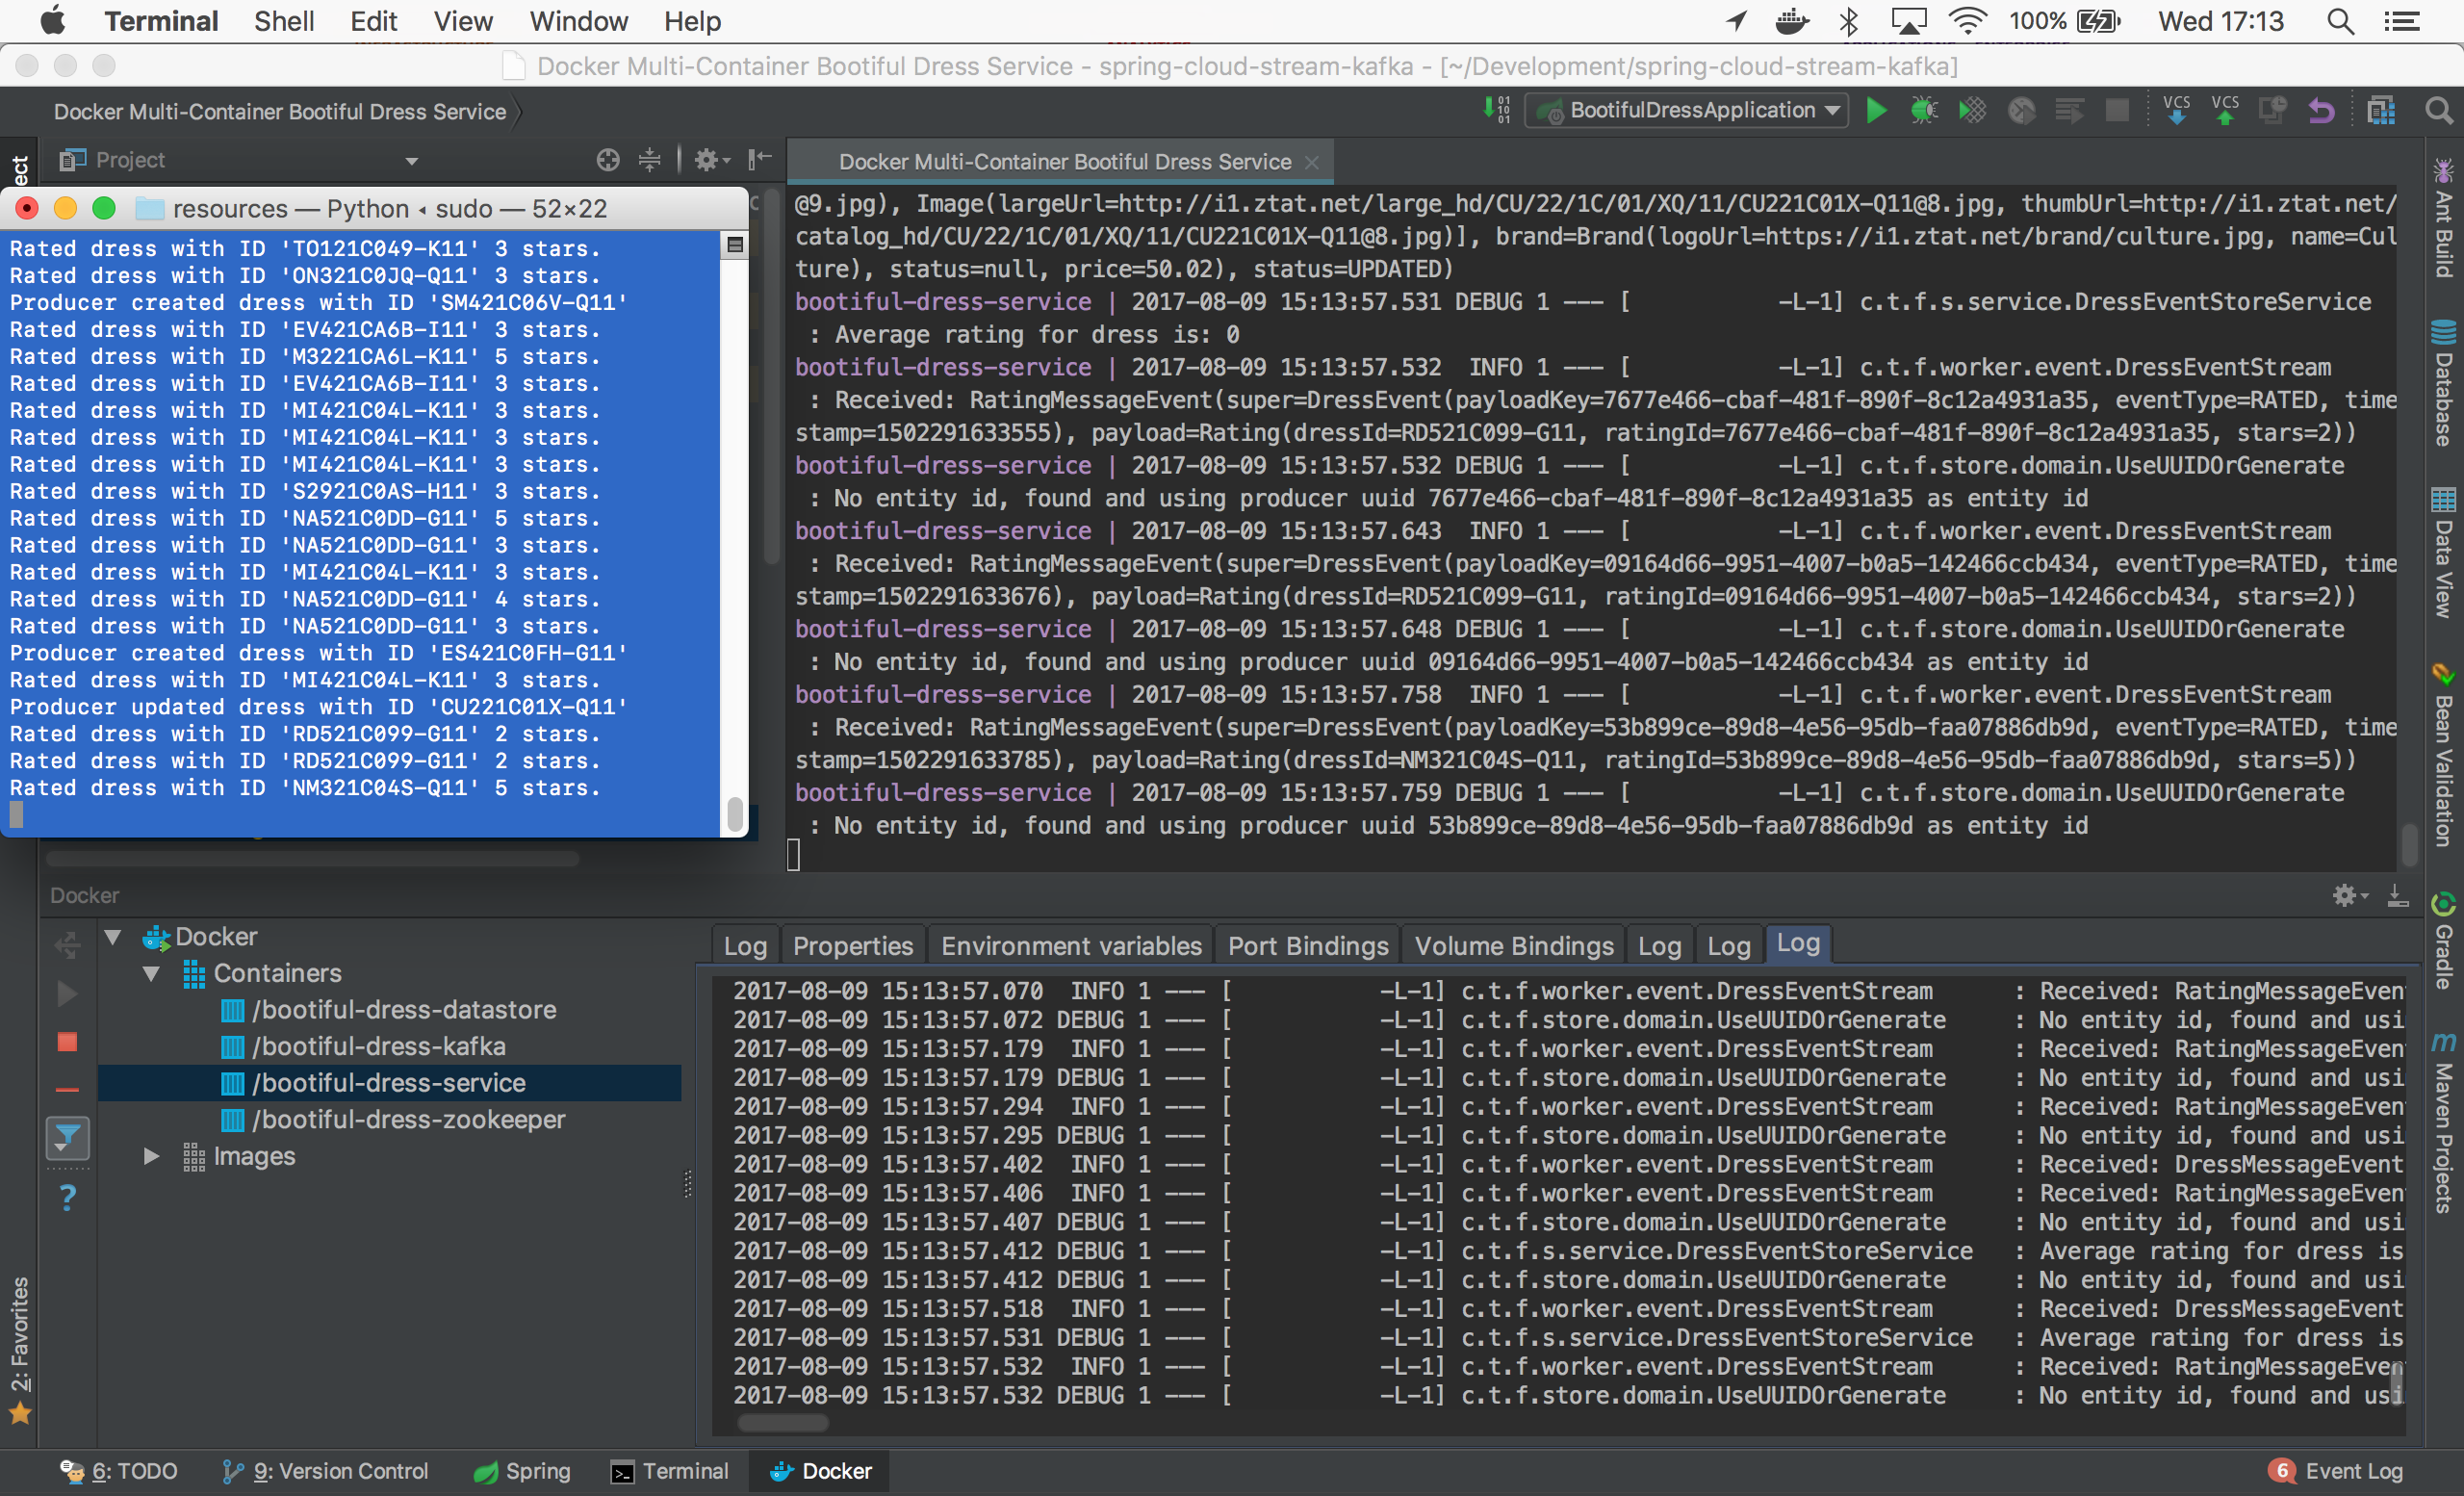 Terminal Shell Edit View Window Help 100% Wed 17:13
Docker Multi-Container Bootiful Dress Service - spring-cloud-stream-kafka - [~/Development/spring-cloud-stream-kafka]
Docker Multi-Container Bootiful Dress Service
BootifulDressApplication
VCS VCS
Project
Docker Multi-Container Bootiful Dress Service
resources — Python ◂ sudo — 52×22
Rated dress with ID 'TO121C049-K11' 3 stars.
Rated dress with ID 'ON321C0JQ-Q11' 3 stars.
Producer created dress with ID 'SM421C06V-Q11'
Rated dress with ID 'EV421CA6B-I11' 3 stars.
Rated dress with ID 'M3221CA6L-K11' 5 stars.
Rated dress with ID 'EV421CA6B-I11' 3 stars.
Rated dress with ID 'MI421C04L-K11' 3 stars.
Rated dress with ID 'MI421C04L-K11' 3 stars.
Rated dress with ID 'MI421C04L-K11' 3 stars.
Rated dress with ID 'S2921C0AS-H11' 3 stars.
Rated dress with ID 'NA521C0DD-G11' 5 stars.
Rated dress with ID 'NA521C0DD-G11' 3 stars.
Rated dress with ID 'MI421C04L-K11' 3 stars.
Rated dress with ID 'NA521C0DD-G11' 4 stars.
Rated dress with ID 'NA521C0DD-G11' 3 stars.
Producer created dress with ID 'ES421C0FH-G11'
Rated dress with ID 'MI421C04L-K11' 3 stars.
Producer updated dress with ID 'CU221C01X-Q11'
Rated dress with ID 'RD521C099-G11' 2 stars.
Rated dress with ID 'RD521C099-G11' 2 stars.
Rated dress with ID 'NM321C04S-Q11' 5 stars.
@9.jpg), Image(largeUrl=http://i1.ztat.net/large_hd/CU/22/1C/01/XQ/11/CU221C01X-Q11@8.jpg, thumbUrl=http://i1.ztat.net/
catalog_hd/CU/22/1C/01/XQ/11/CU221C01X-Q11@8.jpg)], brand=Brand(logoUrl=https://i1.ztat.net/brand/culture.jpg, name=Cul
ture), status=null, price=50.02), status=UPDATED)
bootiful-dress-service | 2017-08-09 15:13:57.531 DEBUG 1 --- [           -L-1] c.t.f.s.service.DressEventStoreService
: Average rating for dress is: 0
bootiful-dress-service | 2017-08-09 15:13:57.532  INFO 1 --- [           -L-1] c.t.f.worker.event.DressEventStream
: Received: RatingMessageEvent(super=DressEvent(payloadKey=7677e466-cbaf-481f-890f-8c12a4931a35, eventType=RATED, time
stamp=1502291633555), payload=Rating(dressId=RD521C099-G11, ratingId=7677e466-cbaf-481f-890f-8c12a4931a35, stars=2))
bootiful-dress-service | 2017-08-09 15:13:57.532 DEBUG 1 --- [           -L-1] c.t.f.store.domain.UseUUIDOrGenerate
: No entity id, found and using producer uuid 7677e466-cbaf-481f-890f-8c12a4931a35 as entity id
bootiful-dress-service | 2017-08-09 15:13:57.643  INFO 1 --- [           -L-1] c.t.f.worker.event.DressEventStream
: Received: RatingMessageEvent(super=DressEvent(payloadKey=09164d66-9951-4007-b0a5-142466ccb434, eventType=RATED, time
stamp=1502291633676), payload=Rating(dressId=RD521C099-G11, ratingId=09164d66-9951-4007-b0a5-142466ccb434, stars=2))
bootiful-dress-service | 2017-08-09 15:13:57.648 DEBUG 1 --- [           -L-1] c.t.f.store.domain.UseUUIDOrGenerate
: No entity id, found and using producer uuid 09164d66-9951-4007-b0a5-142466ccb434 as entity id
bootiful-dress-service | 2017-08-09 15:13:57.758  INFO 1 --- [           -L-1] c.t.f.worker.event.DressEventStream
: Received: RatingMessageEvent(super=DressEvent(payloadKey=53b899ce-89d8-4e56-95db-faa07886db9d, eventType=RATED, time
stamp=1502291633785), payload=Rating(dressId=NM321C04S-Q11, ratingId=53b899ce-89d8-4e56-95db-faa07886db9d, stars=5))
bootiful-dress-service | 2017-08-09 15:13:57.759 DEBUG 1 --- [           -L-1] c.t.f.store.domain.UseUUIDOrGenerate
: No entity id, found and using producer uuid 53b899ce-89d8-4e56-95db-faa07886db9d as entity id
Ant Build
Database
Data View
Bean Validation
Gradle
Maven Projects
Docker
Docker
Containers
/bootiful-dress-datastore
/bootiful-dress-kafka
/bootiful-dress-service
/bootiful-dress-zookeeper
Images
Log Properties Environment variables Port Bindings Volume Bindings Log Log Log
2017-08-09 15:13:57.070  INFO 1 --- [           -L-1] c.t.f.worker.event.DressEventStream      : Received: RatingMessageEven
2017-08-09 15:13:57.072 DEBUG 1 --- [           -L-1] c.t.f.store.domain.UseUUIDOrGenerate     : No entity id, found and usi
2017-08-09 15:13:57.179  INFO 1 --- [           -L-1] c.t.f.worker.event.DressEventStream      : Received: RatingMessageEven
2017-08-09 15:13:57.179 DEBUG 1 --- [           -L-1] c.t.f.store.domain.UseUUIDOrGenerate     : No entity id, found and usi
2017-08-09 15:13:57.294  INFO 1 --- [           -L-1] c.t.f.worker.event.DressEventStream      : Received: RatingMessageEven
2017-08-09 15:13:57.295 DEBUG 1 --- [           -L-1] c.t.f.store.domain.UseUUIDOrGenerate     : No entity id, found and usi
2017-08-09 15:13:57.402  INFO 1 --- [           -L-1] c.t.f.worker.event.DressEventStream      : Received: DressMessageEvent
2017-08-09 15:13:57.406  INFO 1 --- [           -L-1] c.t.f.worker.event.DressEventStream      : Received: RatingMessageEven
2017-08-09 15:13:57.407 DEBUG 1 --- [           -L-1] c.t.f.store.domain.UseUUIDOrGenerate     : No entity id, found and usi
2017-08-09 15:13:57.412 DEBUG 1 --- [           -L-1] c.t.f.s.service.DressEventStoreService   : Average rating for dress is
2017-08-09 15:13:57.412 DEBUG 1 --- [           -L-1] c.t.f.store.domain.UseUUIDOrGenerate     : No entity id, found and usi
2017-08-09 15:13:57.518  INFO 1 --- [           -L-1] c.t.f.worker.event.DressEventStream      : Received: DressMessageEvent
2017-08-09 15:13:57.531 DEBUG 1 --- [           -L-1] c.t.f.s.service.DressEventStoreService   : Average rating for dress is
2017-08-09 15:13:57.532  INFO 1 --- [           -L-1] c.t.f.worker.event.DressEventStream      : Received: RatingMessageEven
2017-08-09 15:13:57.532 DEBUG 1 --- [           -L-1] c.t.f.store.domain.UseUUIDOrGenerate     : No entity id, found and usi
2: Favorites
6: TODO 9: Version Control Spring Terminal Docker 6 Event Log